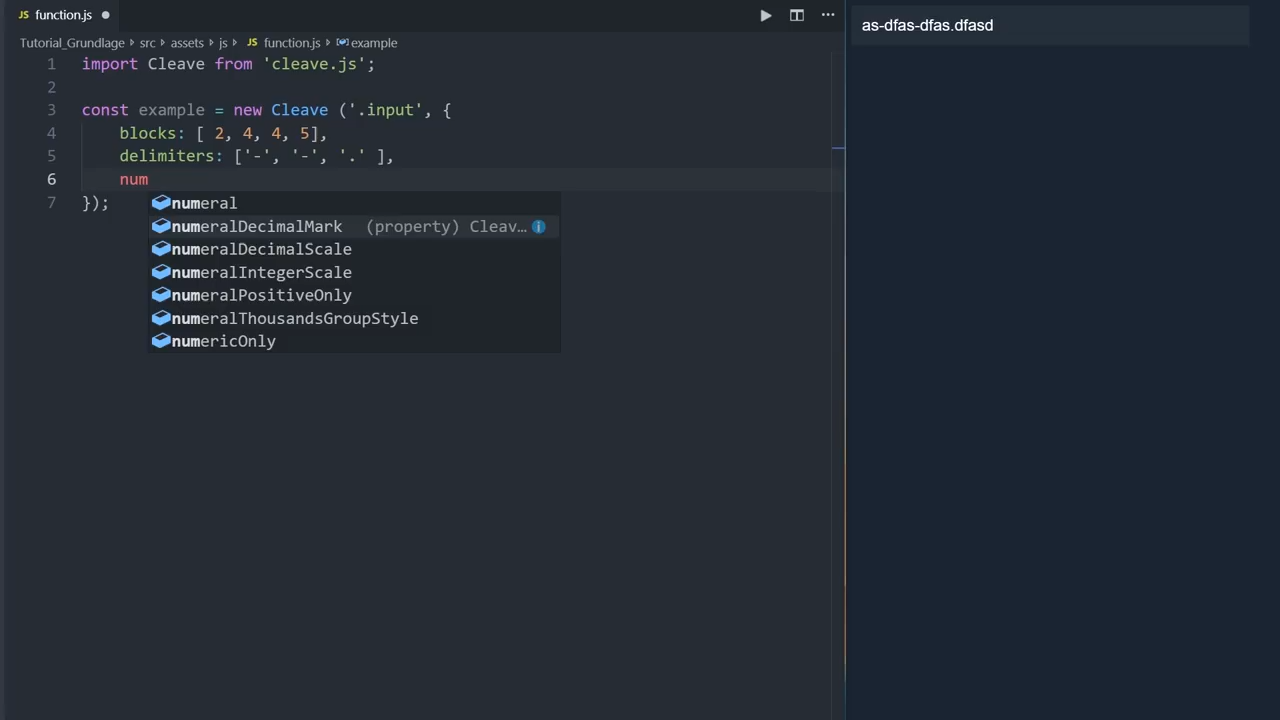 JS function.js
Tutorial_Grundlage src assets js JS function.js example
1 import Cleave from 'cleave.js';
2
3 const example = new Cleave ('.input', {
4 blocks: [ 2, 4, 4, 5],
5 delimiters: ['-', '-', '.' ],
6 num
7 });
numeral
numeralDecimalMark (property) Cleav…
numeralDecimalScale
numeralIntegerScale
numeralPositiveOnly
numeralThousandsGroupStyle
numericOnly
as-dfas-dfas.dfasd